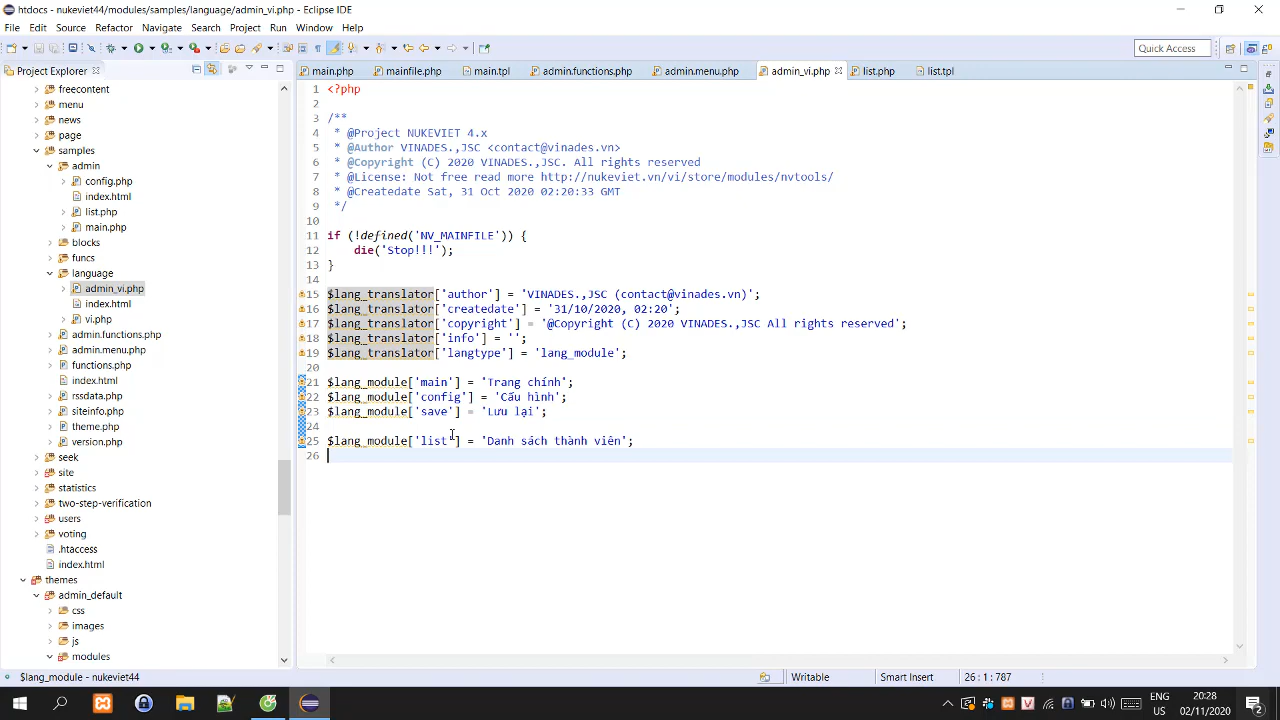 htdocs - nukeviet44/modules/samples/language/admin_vi.php - Eclipse IDE
File Edit Source Refactor Navigate Search Project Run Window Help
Quick Access
Project Explorer
main.php mainfile.php main.tpl admin.functions.php admin.menu.php admin_vi.php list.php list.tpl
freecontent
menu
news
page
samples
admin
config.php
index.html
list.php
main.php
blocks
funcs
language
admin_vi.php
index.html
vi.php
admin.functions.php
admin.menu.php
functions.php
index.html
rssdata.php
siteinfo.php
theme.php
version.php
seek
site
statistics
two-step-verification
users
voting
.htaccess
index.html
themes
admin_default
css
images
js
modules
1 <?php
2
3 /**
4 * @Project NUKEVIET 4.x
5 * @Author VINADES.,JSC <contact@vinades.vn>
6 * @Copyright (C) 2020 VINADES.,JSC. All rights reserved
7 * @License: Not free read more http://nukeviet.vn/vi/store/modules/nvtools/
8 * @Createdate Sat, 31 Oct 2020 02:20:33 GMT
9 */
10
11 if (!defined('NV_MAINFILE')) {
12 die('Stop!!!');
13 }
14
15 $lang_translator['author'] = 'VINADES.,JSC (contact@vinades.vn)';
16 $lang_translator['createdate'] = '31/10/2020, 02:20';
17 $lang_translator['copyright'] = '@Copyright (C) 2020 VINADES.,JSC All rights reserved';
18 $lang_translator['info'] = '';
19 $lang_translator['langtype'] = 'lang_module';
20
21 $lang_module['main'] = 'Trang chính';
22 $lang_module['config'] = 'Cấu hình';
23 $lang_module['save'] = 'Lưu lại';
24
25 $lang_module['list'] = 'Danh sách thành viên';
26
$lang_module - nukeviet44
Writable
Smart Insert
26 : 1 : 787
ENG
US
20:28
02/11/2020
2